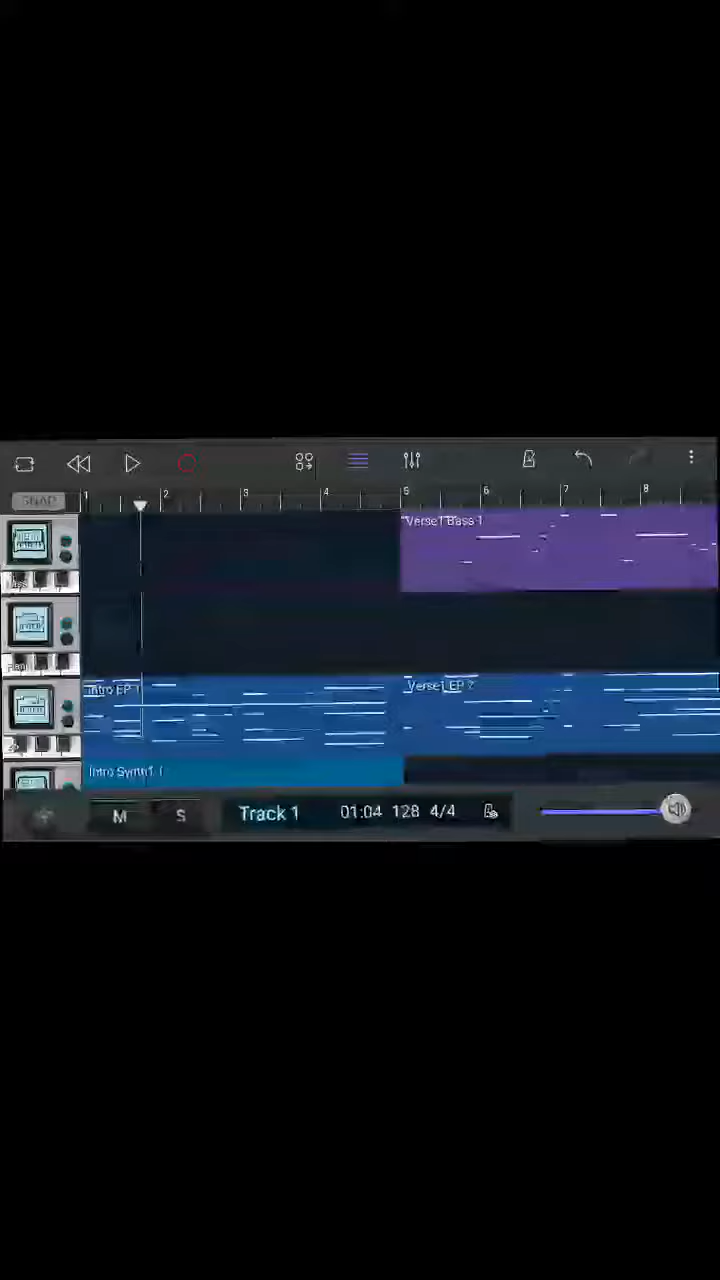 SNAP
1 2 3 4 5 6 7 8
Verse1 Bass 1
Intro EP 1
Verse1 EP 2
Intro Synth1 1
M S Track 1 01:04 128 4/4